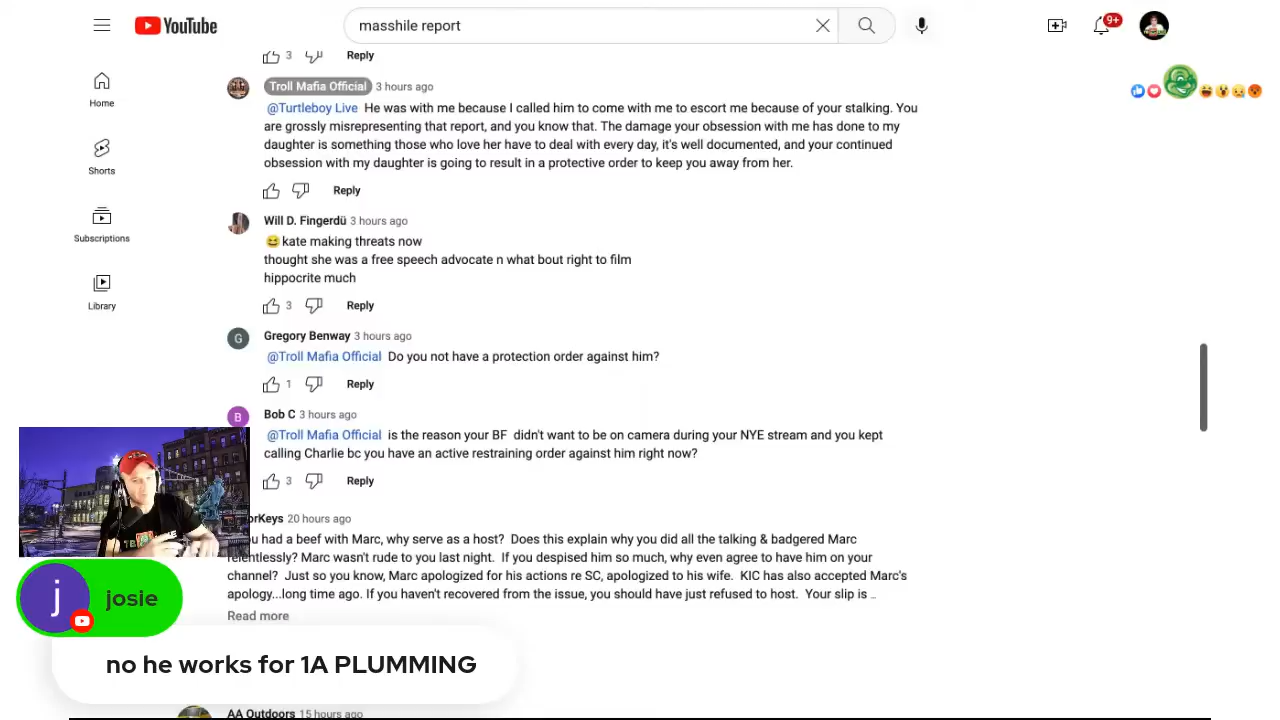 YouTube
masshile report
9+
Home
Shorts
Subscriptions
Library
3
Reply
Troll Mafia Official 3 hours ago
@Turtleboy Live He was with me because I called him to come with me to escort me because of your stalking. You
are grossly misrepresenting that report, and you know that. The damage your obsession with me has done to my
daughter is something those who love her have to deal with every day, it's well documented, and your continued
obsession with my daughter is going to result in a protective order to keep you away from her.
Reply
Will D. Fingerdü 3 hours ago
😆 kate making threats now
thought she was a free speech advocate n what bout right to film
hippocrite much
3
Reply
G
Gregory Benway 3 hours ago
@Troll Mafia Official Do you not have a protection order against him?
1
Reply
B
Bob C 3 hours ago
@Troll Mafia Official is the reason your BF didn't want to be on camera during your NYE stream and you kept
calling Charlie bc you have an active restraining order against him right now?
3
Reply
orKeys 20 hours ago
u had a beef with Marc, why serve as a host? Does this explain why you did all the talking & badgered Marc
relentlessly? Marc wasn't rude to you last night. If you despised him so much, why even agree to have him on your
channel? Just so you know, Marc apologized for his actions re SC, apologized to his wife. KIC has also accepted Marc's
apology...long time ago. If you haven't recovered from the issue, you should have just refused to host. Your slip is ...
Read more
j
josie
no he works for 1A PLUMMING
AA Outdoors 15 hours ago